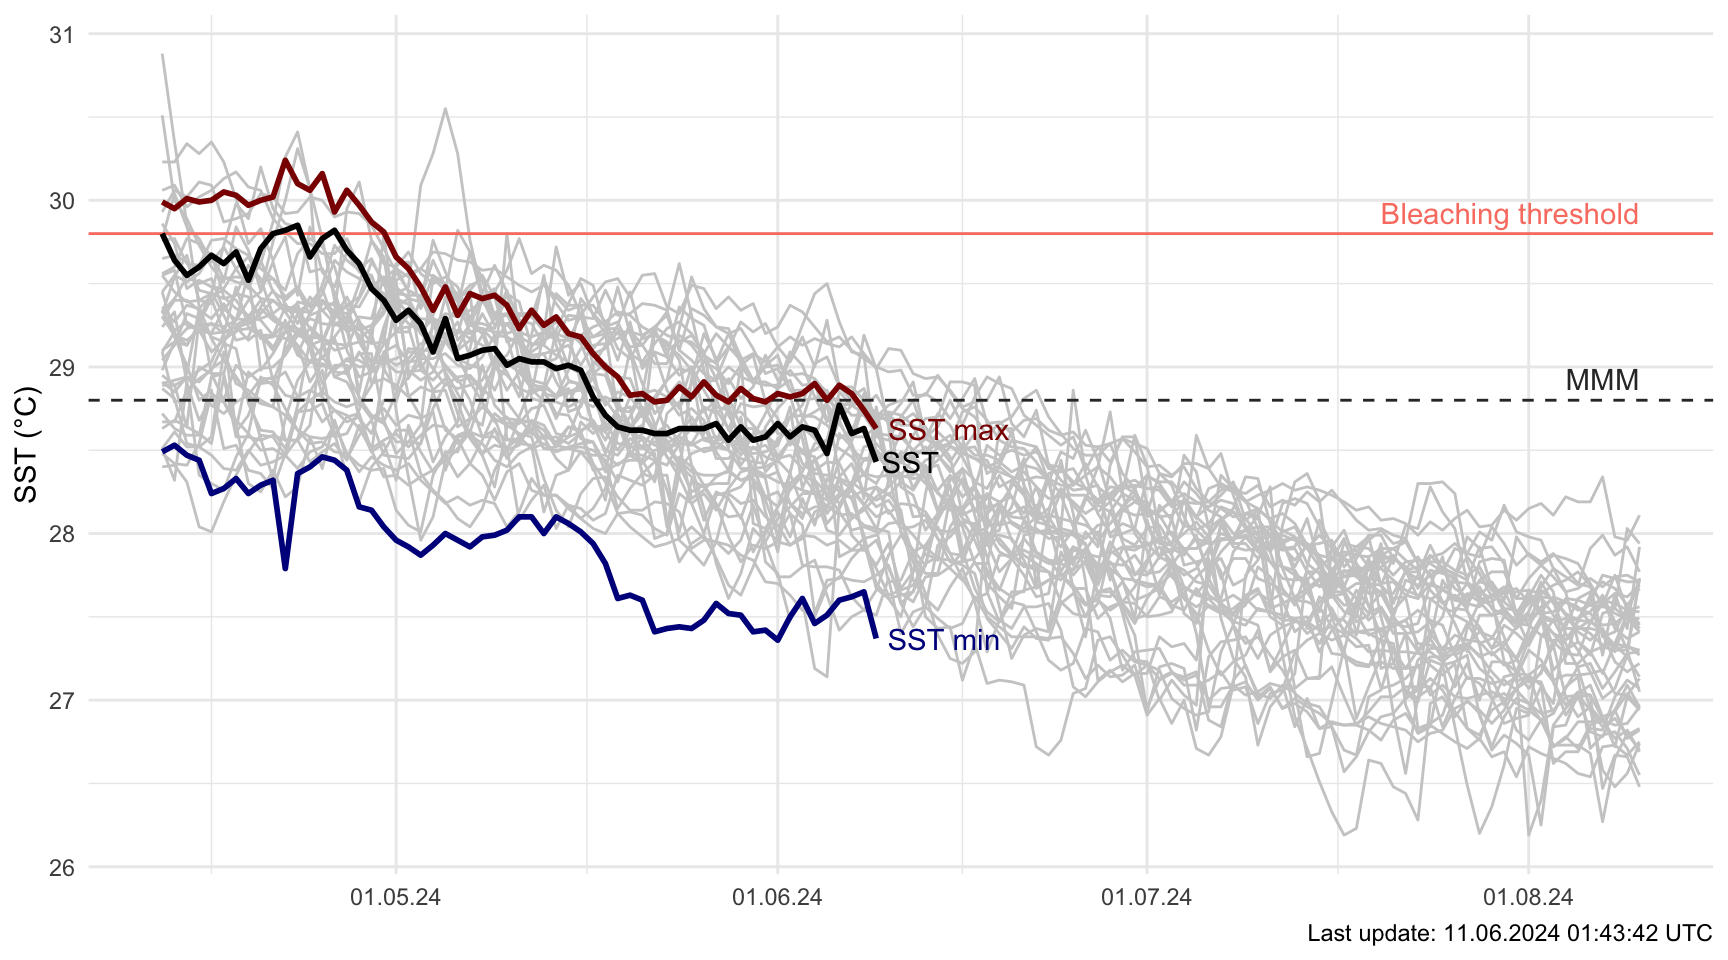 31
30
29
28
27
26
SST (°C)
Bleaching threshold
MMM
SST max
SST
SST min
01.05.24
01.06.24
01.07.24
01.08.24
Last update: 11.06.2024 01:43:42 UTC